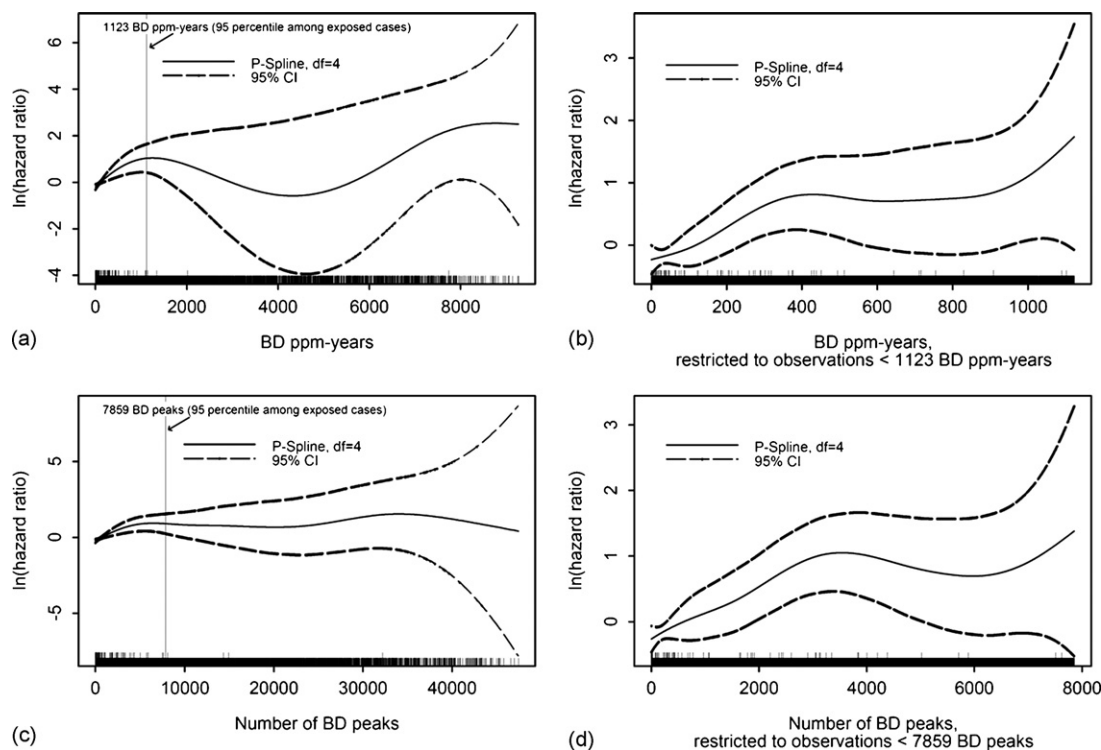 1123 BD ppm-years (95 percentile among exposed cases)
P-Spline, df=4
95% CI
ln(hazard ratio)
6
4
2
0
-2
-4
0 2000 4000 6000 8000
(a)
BD ppm-years
P-Spline, df=4
95% CI
ln(hazard ratio)
3
2
1
0
0 200 400 600 800 1000
(b)
BD ppm-years,
restricted to observations < 1123 BD ppm-years
7859 BD peaks (95 percentile among exposed cases)
P-Spline, df=4
95% CI
ln(hazard ratio)
5
0
-5
0 10000 20000 30000 40000
(c)
Number of BD peaks
P-Spline, df=4
95% CI
ln(hazard ratio)
3
2
1
0
0 2000 4000 6000 8000
(d)
Number of BD peaks,
restricted to observations < 7859 BD peaks